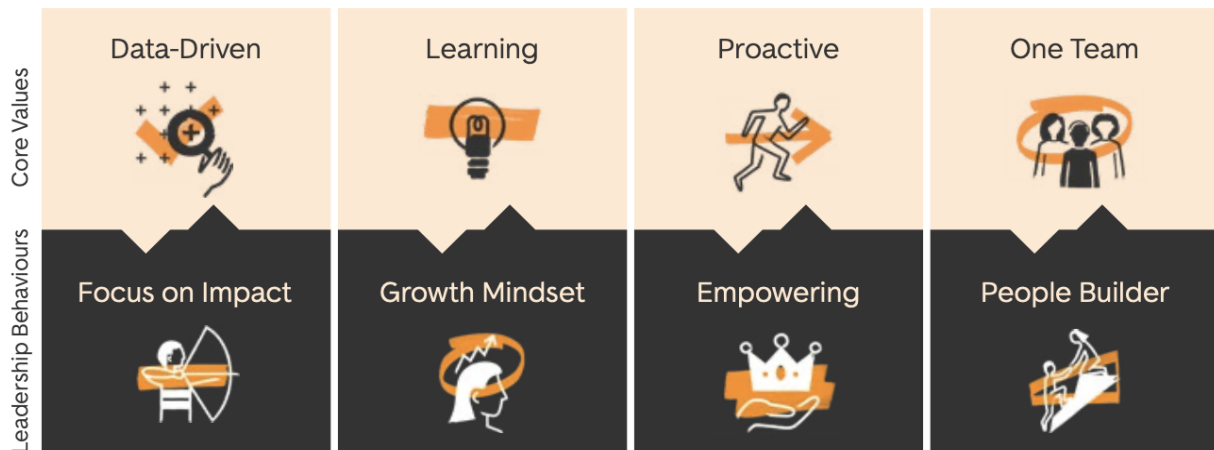 Core Values
Data-Driven
Learning
Proactive
One Team
Leadership Behaviours
Focus on Impact
Growth Mindset
Empowering
People Builder